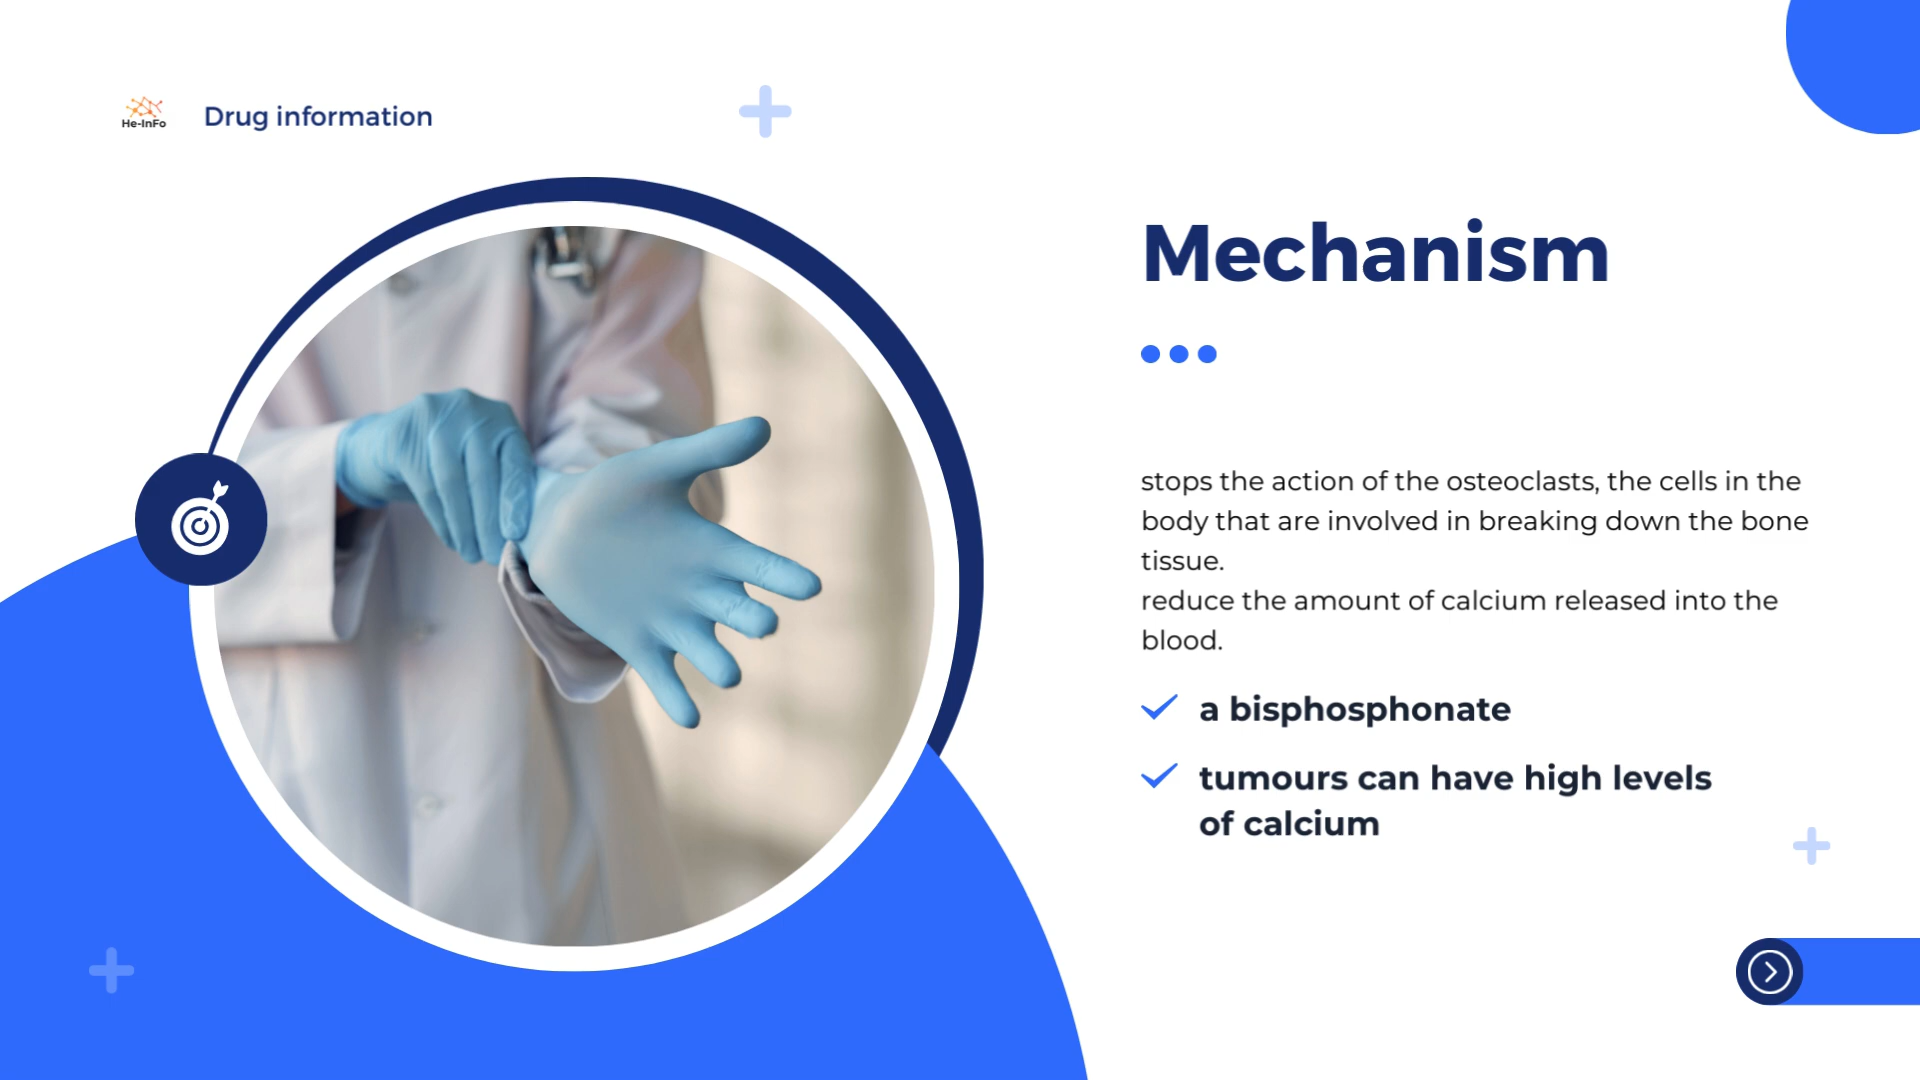 He-InFo
Drug information
Mechanism
stops the action of the osteoclasts, the cells in the
body that are involved in breaking down the bone
tissue.
reduce the amount of calcium released into the
blood.
a bisphosphonate
tumours can have high levels
of calcium